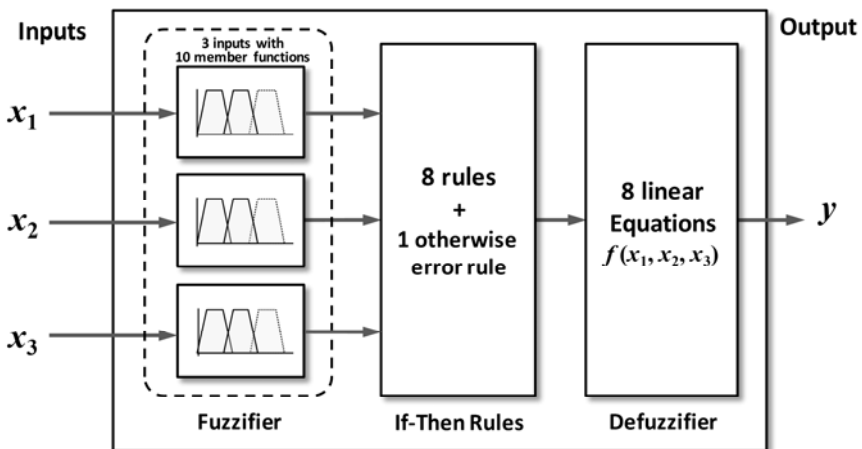 Inputs
Output
3 inputs with
10 member functions
x1
x2
x3
8 rules
+
1 otherwise
error rule
8 linear
Equations
f(x1, x2, x3)
y
Fuzzifier
If-Then Rules
Defuzzifier